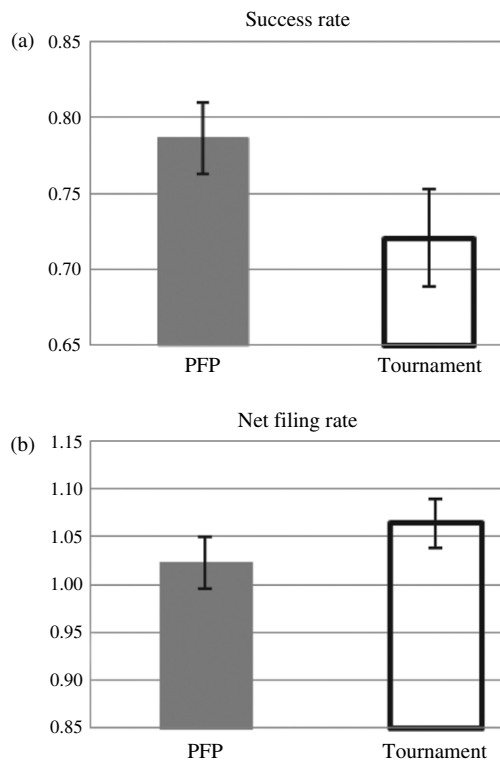 Success rate
(a)
0.85
0.80
0.75
0.70
0.65
PFP Tournament
Net filing rate
(b)
1.15
1.10
1.05
1.00
0.95
0.90
0.85
PFP Tournament